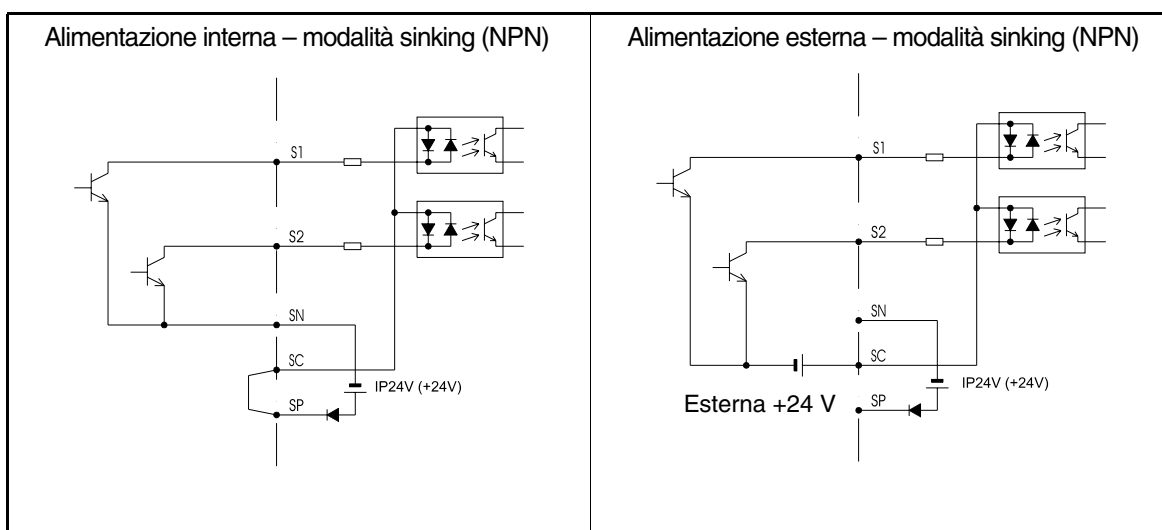 Alimentazione interna – modalità sinking (NPN)
S1
S2
SN
SC
IP24V (+24V)
SP
Alimentazione esterna – modalità sinking (NPN)
S1
S2
SN
SC
IP24V (+24V)
Esterna +24 V
SP